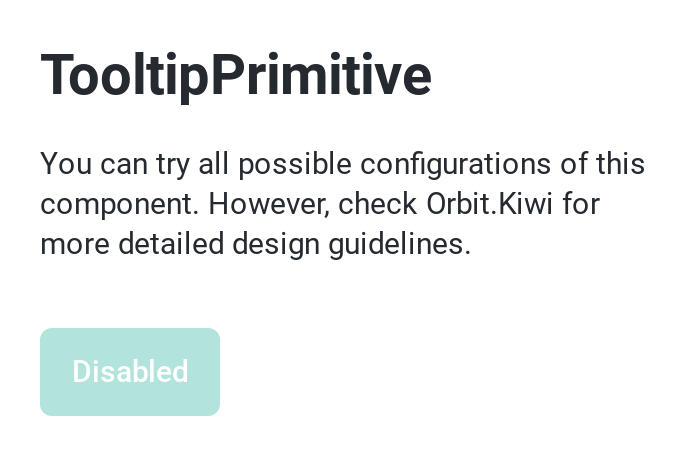 TooltipPrimitive
You can try all possible configurations of this
component. However, check Orbit.Kiwi for
more detailed design guidelines.
Disabled